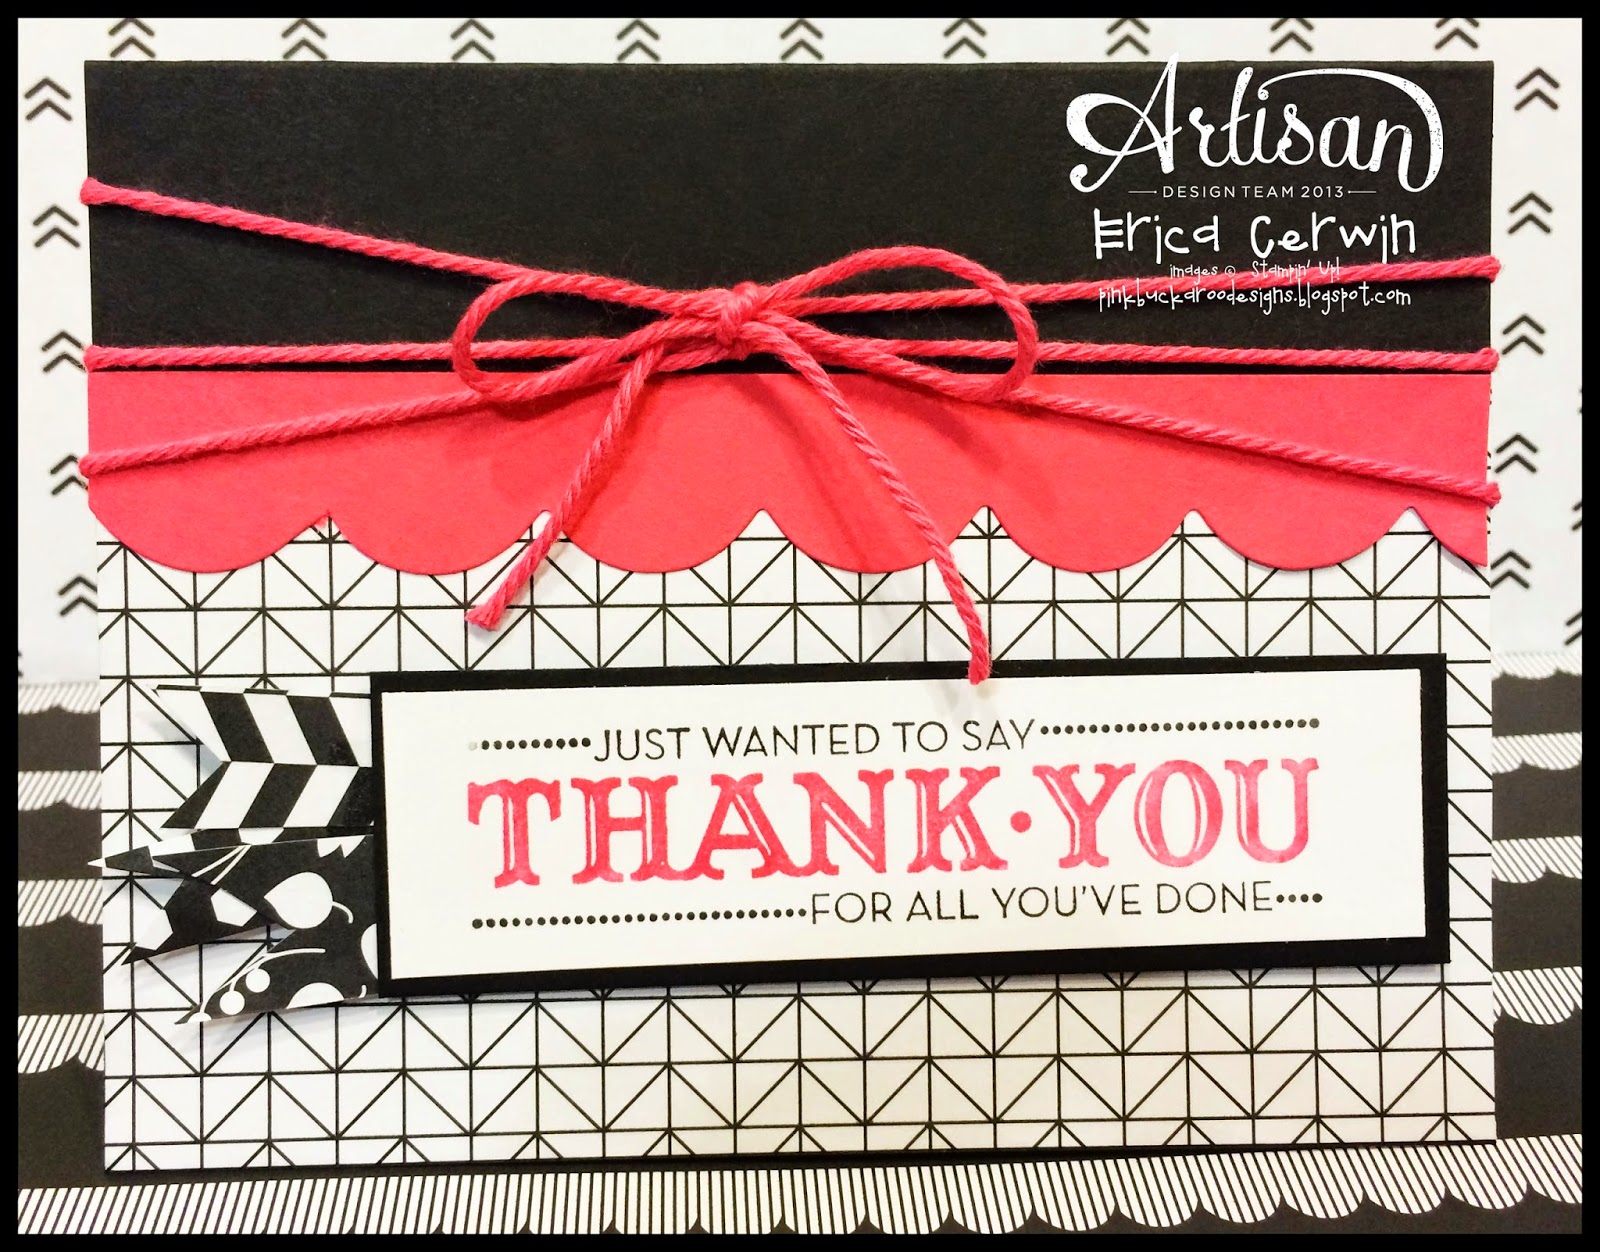 Artisan
DESIGN TEAM 2013
Erica Cerwin
images © Stampin' Up!
pinkbuckaroodesigns.blogspot.com
JUST WANTED TO SAY
THANK·YOU
FOR ALL YOU'VE DONE